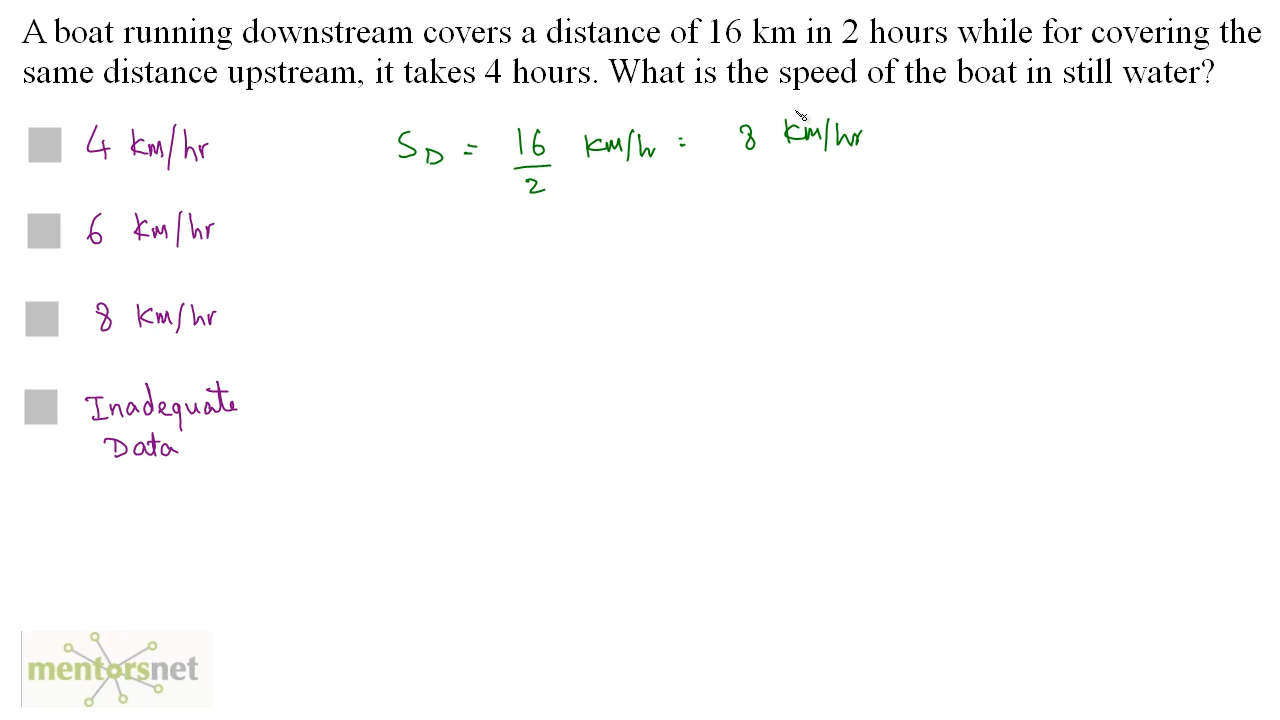 A boat running downstream covers a distance of 16 km in 2 hours while for covering the
same distance upstream, it takes 4 hours. What is the speed of the boat in still water?
4 km/hr
S_D = 16/2 km/h = 8 km/hr
6 km/hr
8 km/hr
Inadequate
Data
mentorsnet